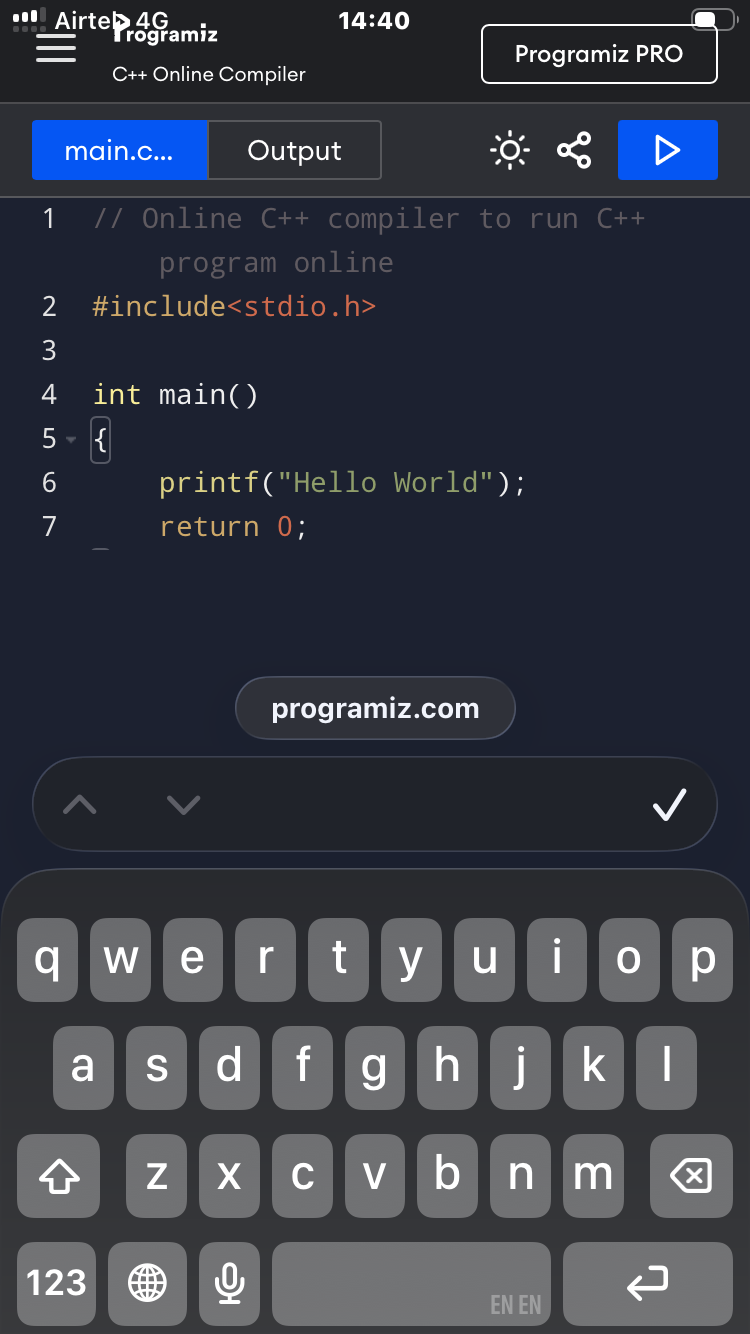 Airtel 4G 14:40
Programiz
C++ Online Compiler
Programiz PRO
main.c... Output
1 // Online C++ compiler to run C++
program online
2 #include<stdio.h>
3
4 int main()
5 {
6 printf("Hello World");
7 return 0;
programiz.com
q w e r t y u i o p
a s d f g h j k l
z x c v b n m
123 EN EN